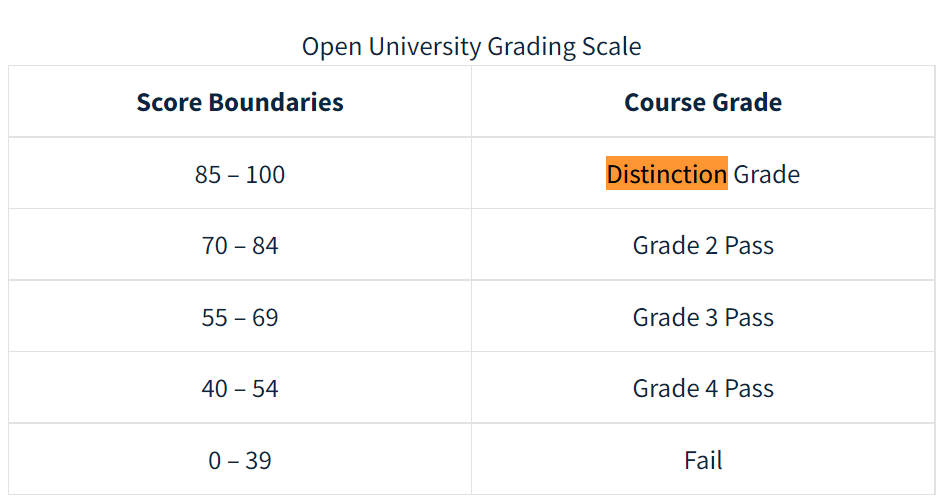 Open University Grading Scale
Score Boundaries Course Grade
85 – 100 Distinction Grade
70 – 84 Grade 2 Pass
55 – 69 Grade 3 Pass
40 – 54 Grade 4 Pass
0 – 39 Fail